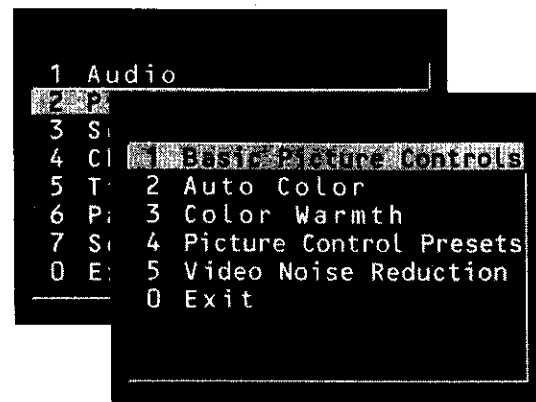 1 Audio
2 P
3 S
4 C
5 T
6 P
7 S
0 E
1 Basic Picture Controls
2 Auto Color
3 Color Warmth
4 Picture Control Presets
5 Video Noise Reduction
0 Exit